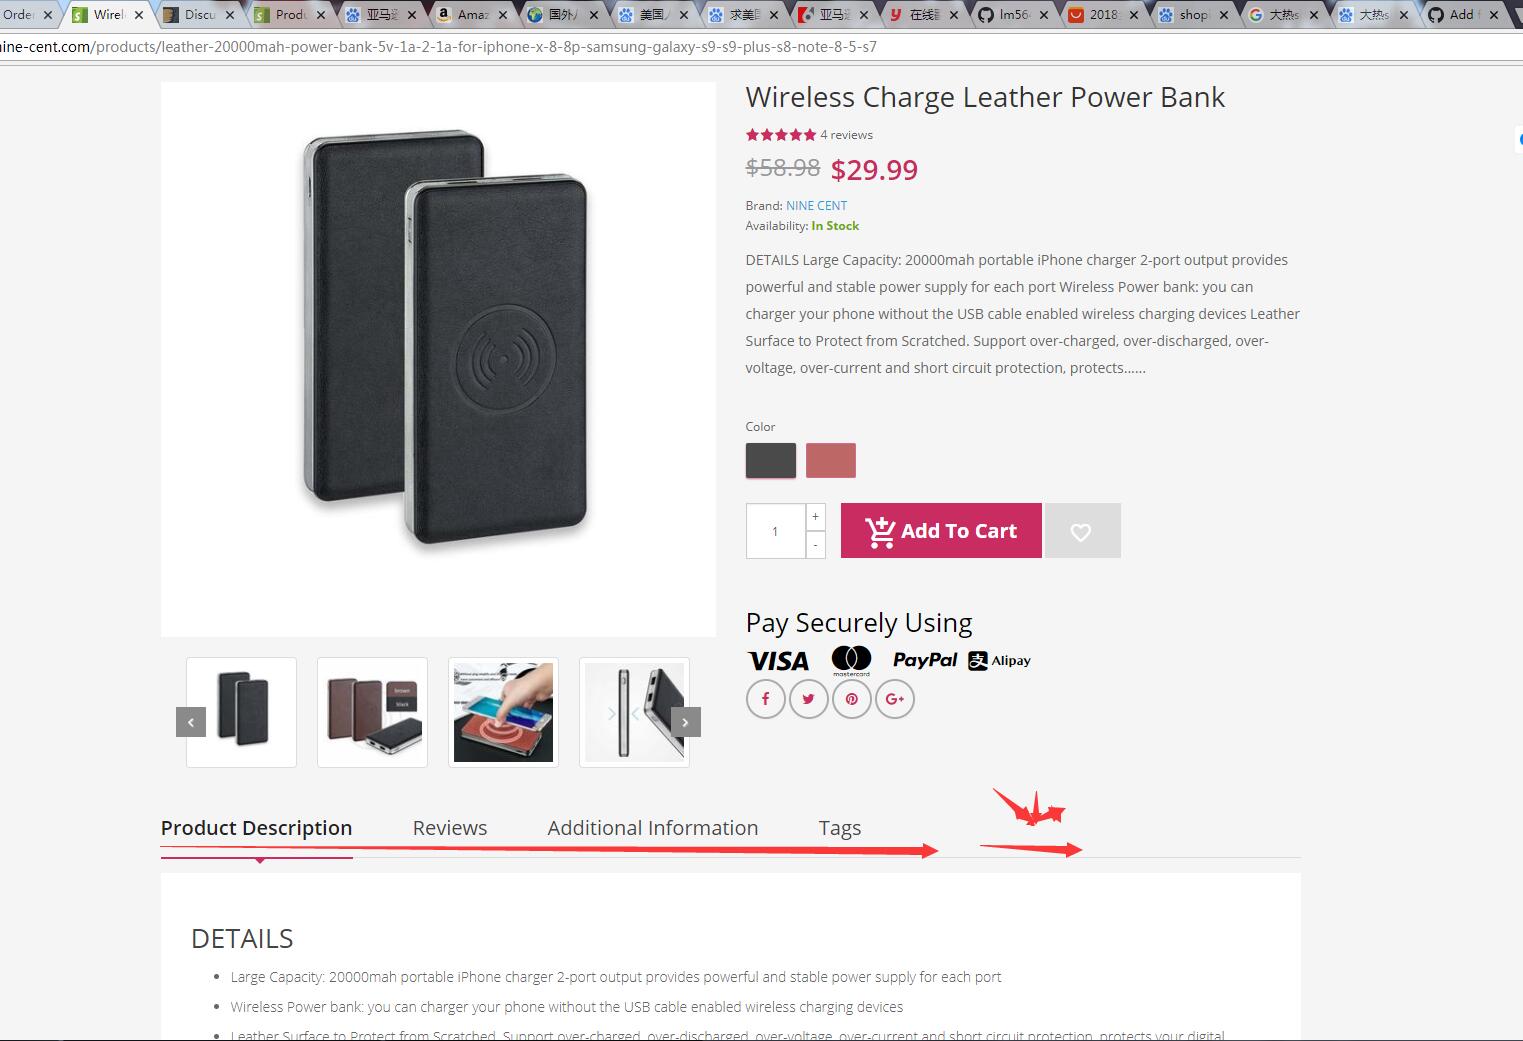 Order
Wirel
Discu
Produ
亚马逊
Amaz
国外人
美国人
求美国
亚马逊
在线翻
lm564
2018
shopi
大热s
大热s
Add f
nine-cent.com/products/leather-20000mah-power-bank-5v-1a-2-1a-for-iphone-x-8-8p-samsung-galaxy-s9-s9-plus-s8-note-8-5-s7
Wireless Charge Leather Power Bank
4 reviews
$58.98 $29.99
Brand: NINE CENT
Availability: In Stock
DETAILS Large Capacity: 20000mah portable iPhone charger 2-port output provides
powerful and stable power supply for each port Wireless Power bank: you can
charger your phone without the USB cable enabled wireless charging devices Leather
Surface to Protect from Scratched. Support over-charged, over-discharged, over-
voltage, over-current and short circuit protection, protects......
Color
1
+
-
Add To Cart
Pay Securely Using
VISA mastercard PayPal 支 Alipay
brown
black
Product Description Reviews Additional Information Tags
DETAILS
Large Capacity: 20000mah portable iPhone charger 2-port output provides powerful and stable power supply for each port
Wireless Power bank: you can charger your phone without the USB cable enabled wireless charging devices
Leather Surface to Protect from Scratched. Support over-charged, over-discharged, over-voltage, over-current and short circuit protection, protects your digital